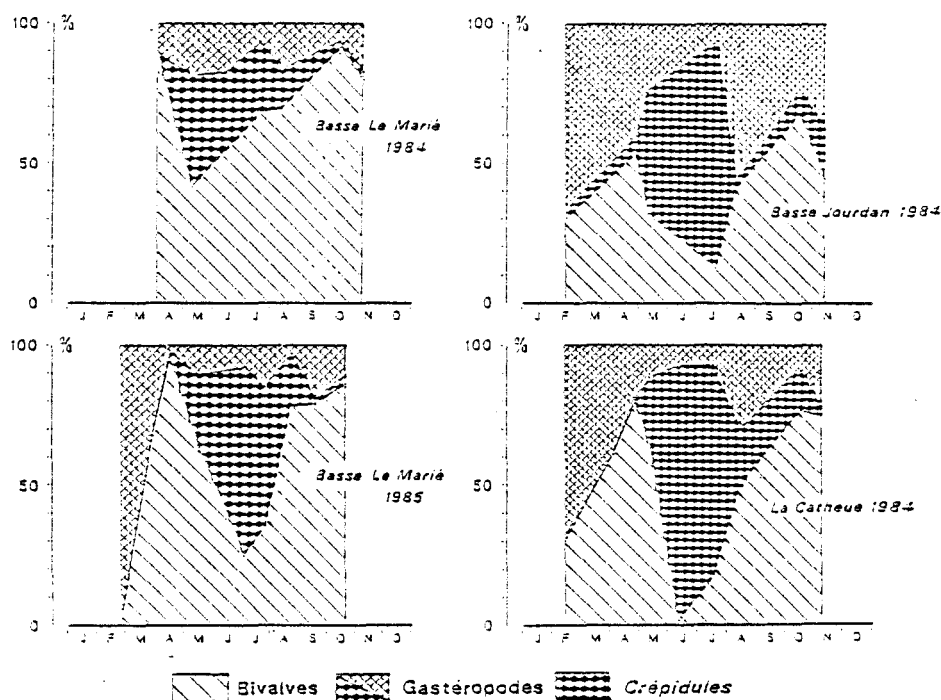 100 %
50
0
J F M A M J J A S O N D
Basse Le Marié
1984
100 %
50
0
J F M A M J J A S O N D
Basse Jourdan 1984
100 %
50
0
J F M A M J J A S O N D
Basse Le Marié
1985
100 %
50
0
J F M A M J J A S O N D
La Catheue 1984
Bivalves Gastéropodes Crépidules